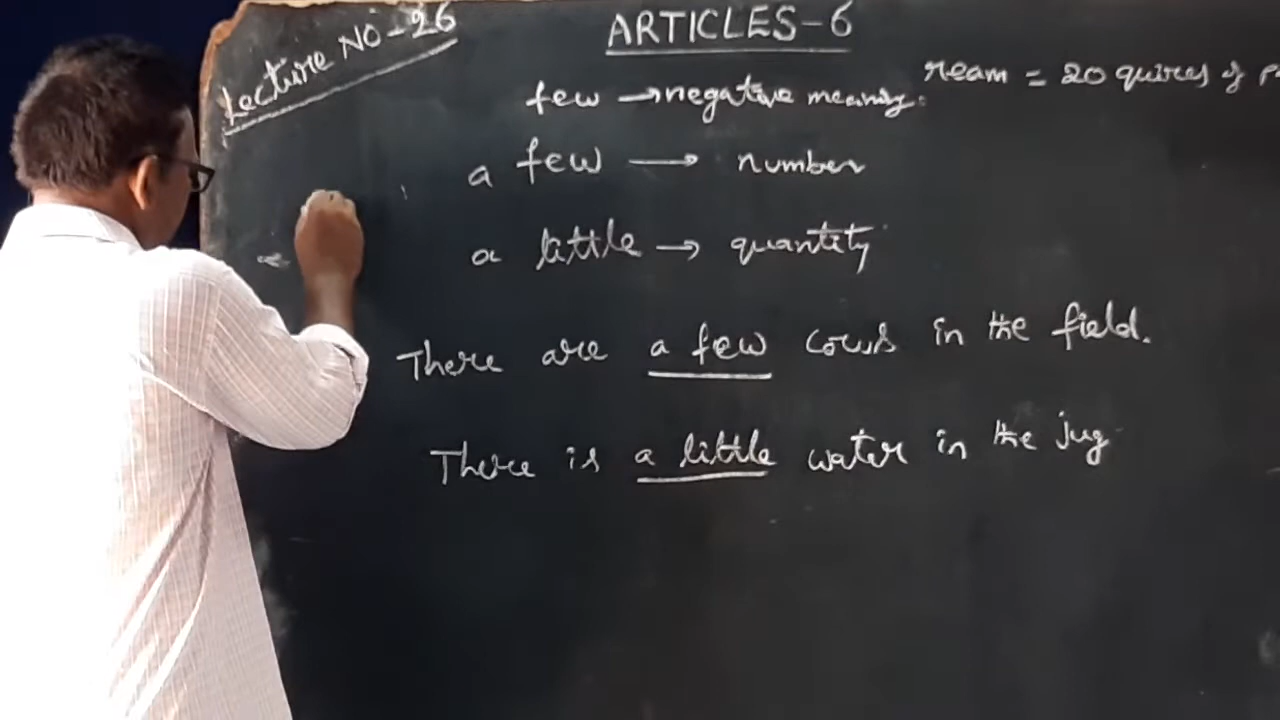 Lecture NO-26
ARTICLES-6
few → negative meaning.
ream = 20 quires of
a few → number
a little → quantity
There are a few cows in the field.
There is a little water in the jug